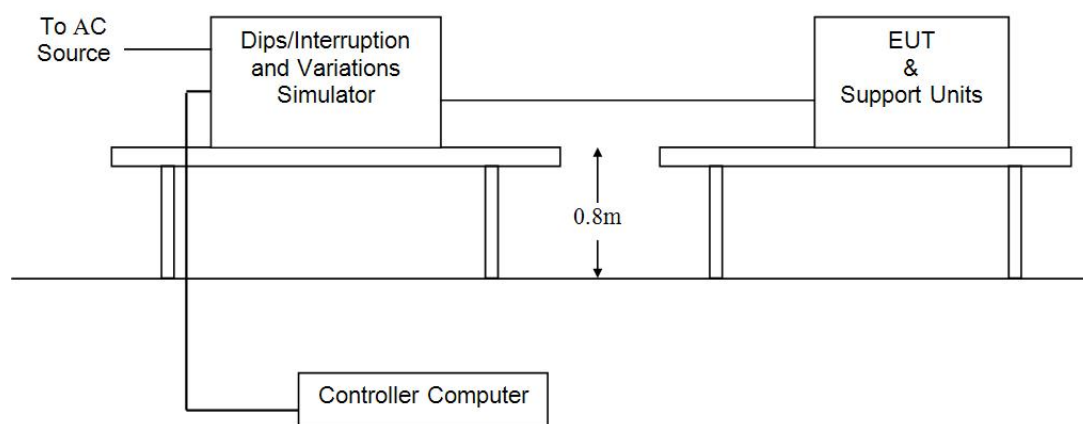 To AC
Source
Dips/Interruption
and Variations
Simulator
EUT
&
Support Units
0.8m
Controller Computer